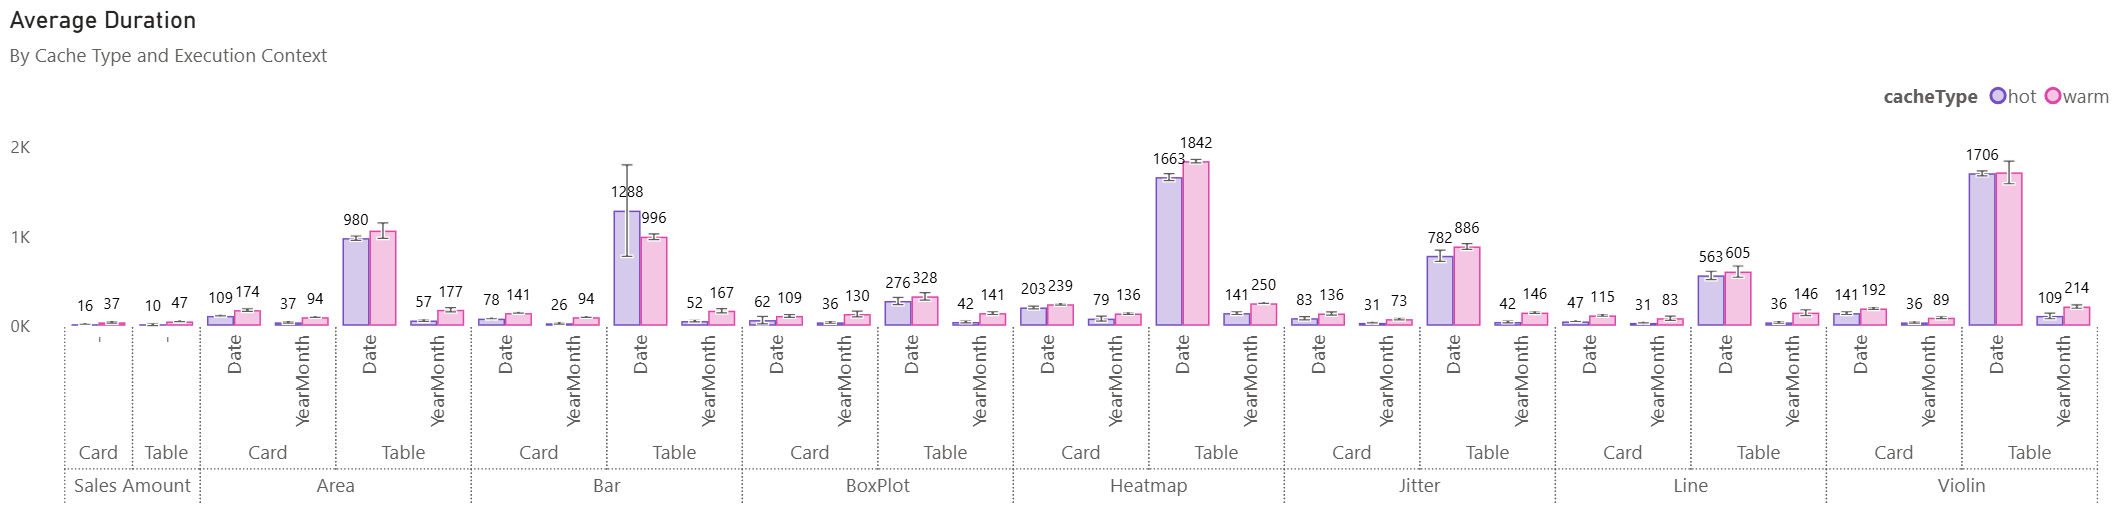 Average Duration
By Cache Type and Execution Context
cacheType hot warm
2K
1K
0K
16 37 10 47 109 174 37 94 980 57 177 78 141 26 94 1288 996 52 167 62 109 36 130 276 328 42 141 203 239 79 136 1663 1842 141 250 83 136 31 73 782 886 42 146 47 115 31 83 563 605 36 146 141 192 36 89 1706 109 214
- - Date YearMonth Date YearMonth Date YearMonth Date YearMonth Date YearMonth Date YearMonth Date YearMonth Date YearMonth Date YearMonth Date YearMonth Date YearMonth Date YearMonth Date YearMonth Date YearMonth
Card Table Card Table Card Table Card Table Card Table Card Table Card Table Card Table
Sales Amount Area Bar BoxPlot Heatmap Jitter Line Violin